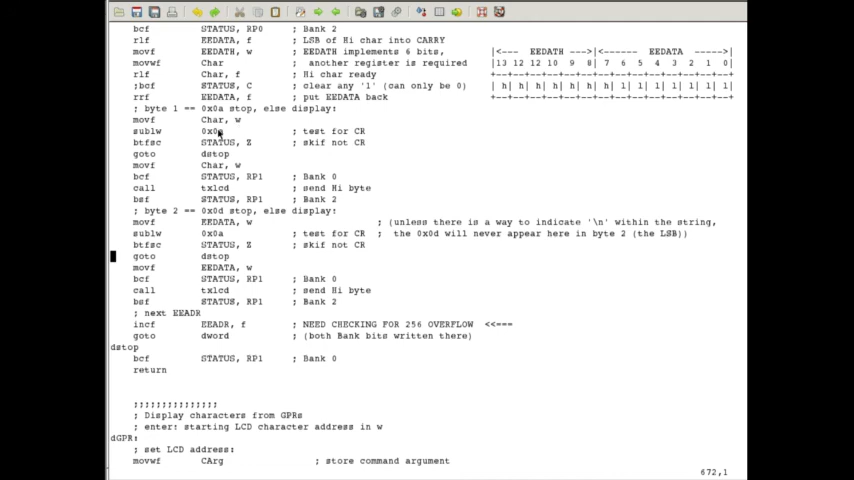 bcf STATUS, RP0 ; Bank 2
rlf EEDATA, f ; LSB of Hi char into CARRY
movf EEDATH, w ; EEDATH implements 6 bits, |<--- EEDATH --->|<------ EEDATA ----->|
movwf Char ; another register is required |13 12 12 10 9 8| 7 6 5 4 3 2 1 0|
rlf Char, f ; Hi char ready +--+--+--+--+--+--+--+--+--+--+--+--+--+--+
;bcf STATUS, C ; clear any '1' (can only be 0) | h| h| h| h| h| h| h| l| l| l| l| l| l| l|
rrf EEDATA, f ; put EEDATA back +--+--+--+--+--+--+--+--+--+--+--+--+--+--+
; byte 1 == 0x0a stop, else display:
movf Char, w
sublw 0x0a ; test for CR
btfsc STATUS, Z ; skif not CR
goto dstop
movf Char, w
bcf STATUS, RP1 ; Bank 0
call txlcd ; send Hi byte
bsf STATUS, RP1 ; Bank 2
; byte 2 == 0x0d stop, else display:
movf EEDATA, w ; (unless there is a way to indicate '\n' within the string,
sublw 0x0a ; test for CR ; the 0x0d will never appear here in byte 2 (the LSB))
btfsc STATUS, Z ; skif not CR
goto dstop
movf EEDATA, w
bcf STATUS, RP1 ; Bank 0
call txlcd ; send Hi byte
bsf STATUS, RP1 ; Bank 2
; next EEADR
incf EEADR, f ; NEED CHECKING FOR 256 OVERFLOW <<===
goto dword ; (both Bank bits written there)
dstop
bcf STATUS, RP1 ; Bank 0
return
;;;;;;;;;;;;;;;
; Display characters from GPRs
; enter: starting LCD character address in w
dGPR:
; set LCD address:
movwf CArg ; store command argument
672,1